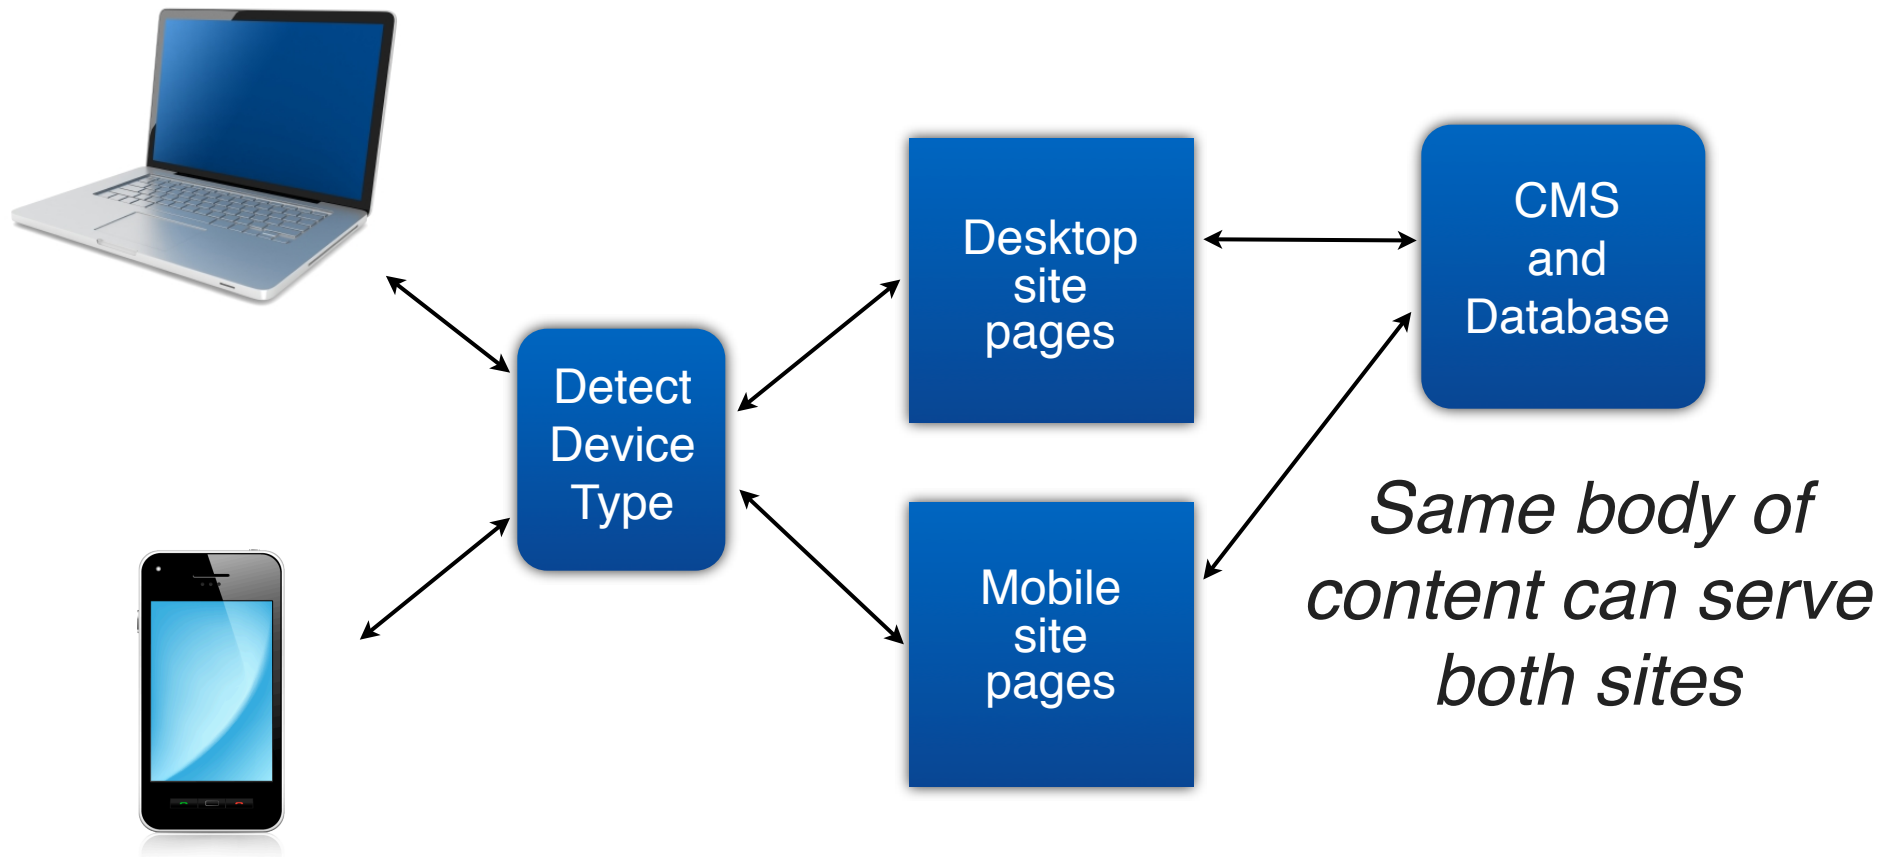 Detect
Device
Type
Desktop
site
pages
Mobile
site
pages
CMS
and
Database
Same body of
content can serve
both sites